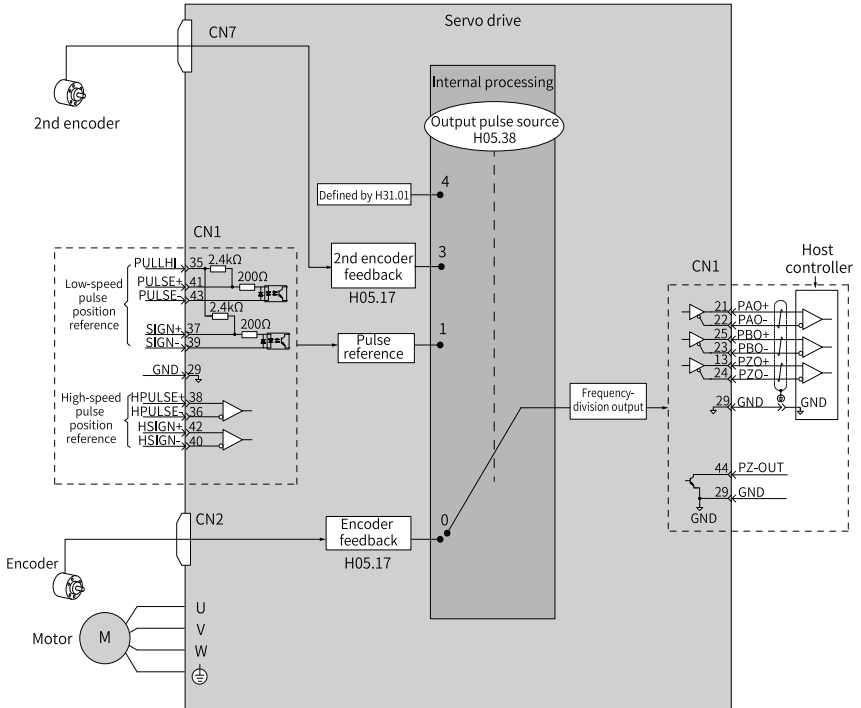 Servo drive
CN7
2nd encoder
Internal processing
Output pulse source
H05.38
4
Defined by H31.01
3
2nd encoder
feedback
H05.17
1
Pulse
reference
CN1
PULLHI 35 2.4kΩ
PULSE+ 41 200Ω
PULSE- 43
2.4kΩ
SIGN+ 37 200Ω
SIGN- 39
Low-speed
pulse
position
reference
GND 29
High-speed
pulse
position
reference
HPULSE+ 38
HPULSE- 36
HSIGN+ 42
HSIGN- 40
CN2
Encoder
Encoder
feedback
H05.17
0
Frequency-
division output
CN1
Host
controller
21 PAO+
22 PAO-
25 PBO+
23 PBO-
13 PZO+
24 PZO-
29 GND GND
44 PZ-OUT
29 GND
GND
Motor
M
U
V
W